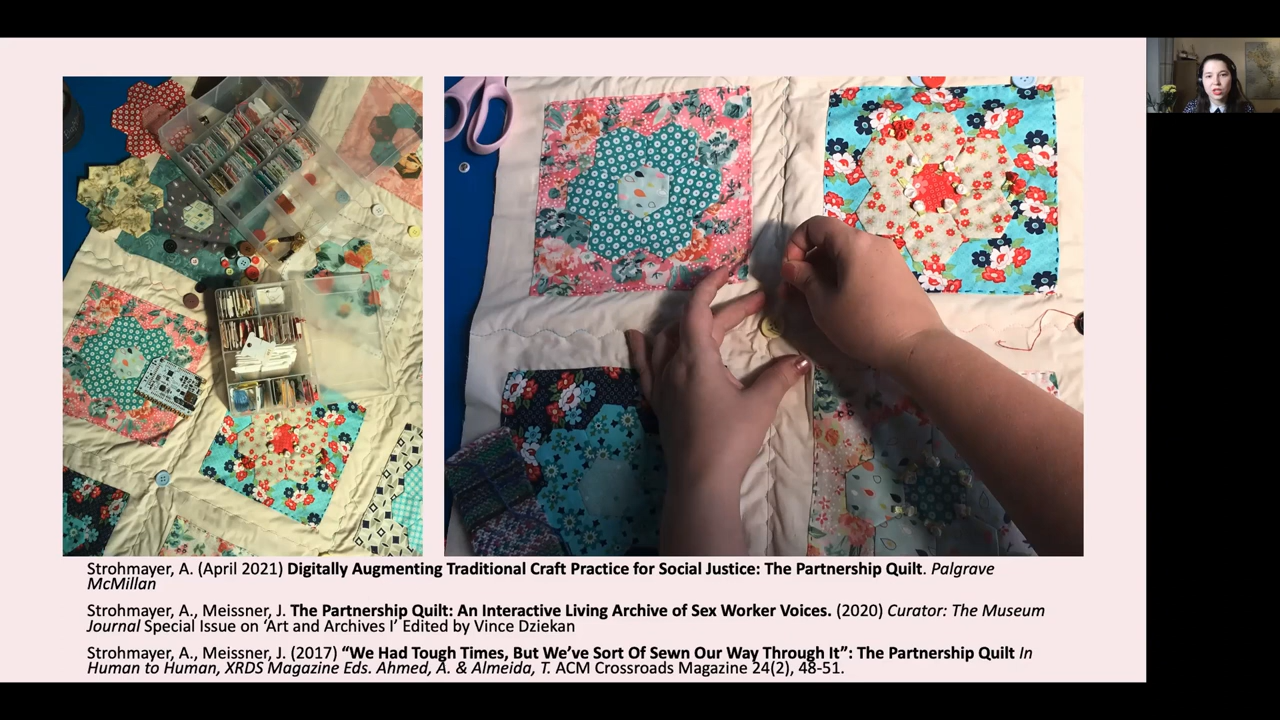 Strohmayer, A. (April 2021) Digitally Augmenting Traditional Craft Practice for Social Justice: The Partnership Quilt. Palgrave
McMillan
Strohmayer, A., Meissner, J. The Partnership Quilt: An Interactive Living Archive of Sex Worker Voices. (2020) Curator: The Museum
Journal Special Issue on ‘Art and Archives I’ Edited by Vince Dziekan
Strohmayer, A., Meissner, J. (2017) “We Had Tough Times, But We’ve Sort Of Sewn Our Way Through It”: The Partnership Quilt In
Human to Human, XRDS Magazine Eds. Ahmed, A. & Almeida, T. ACM Crossroads Magazine 24(2), 48-51.